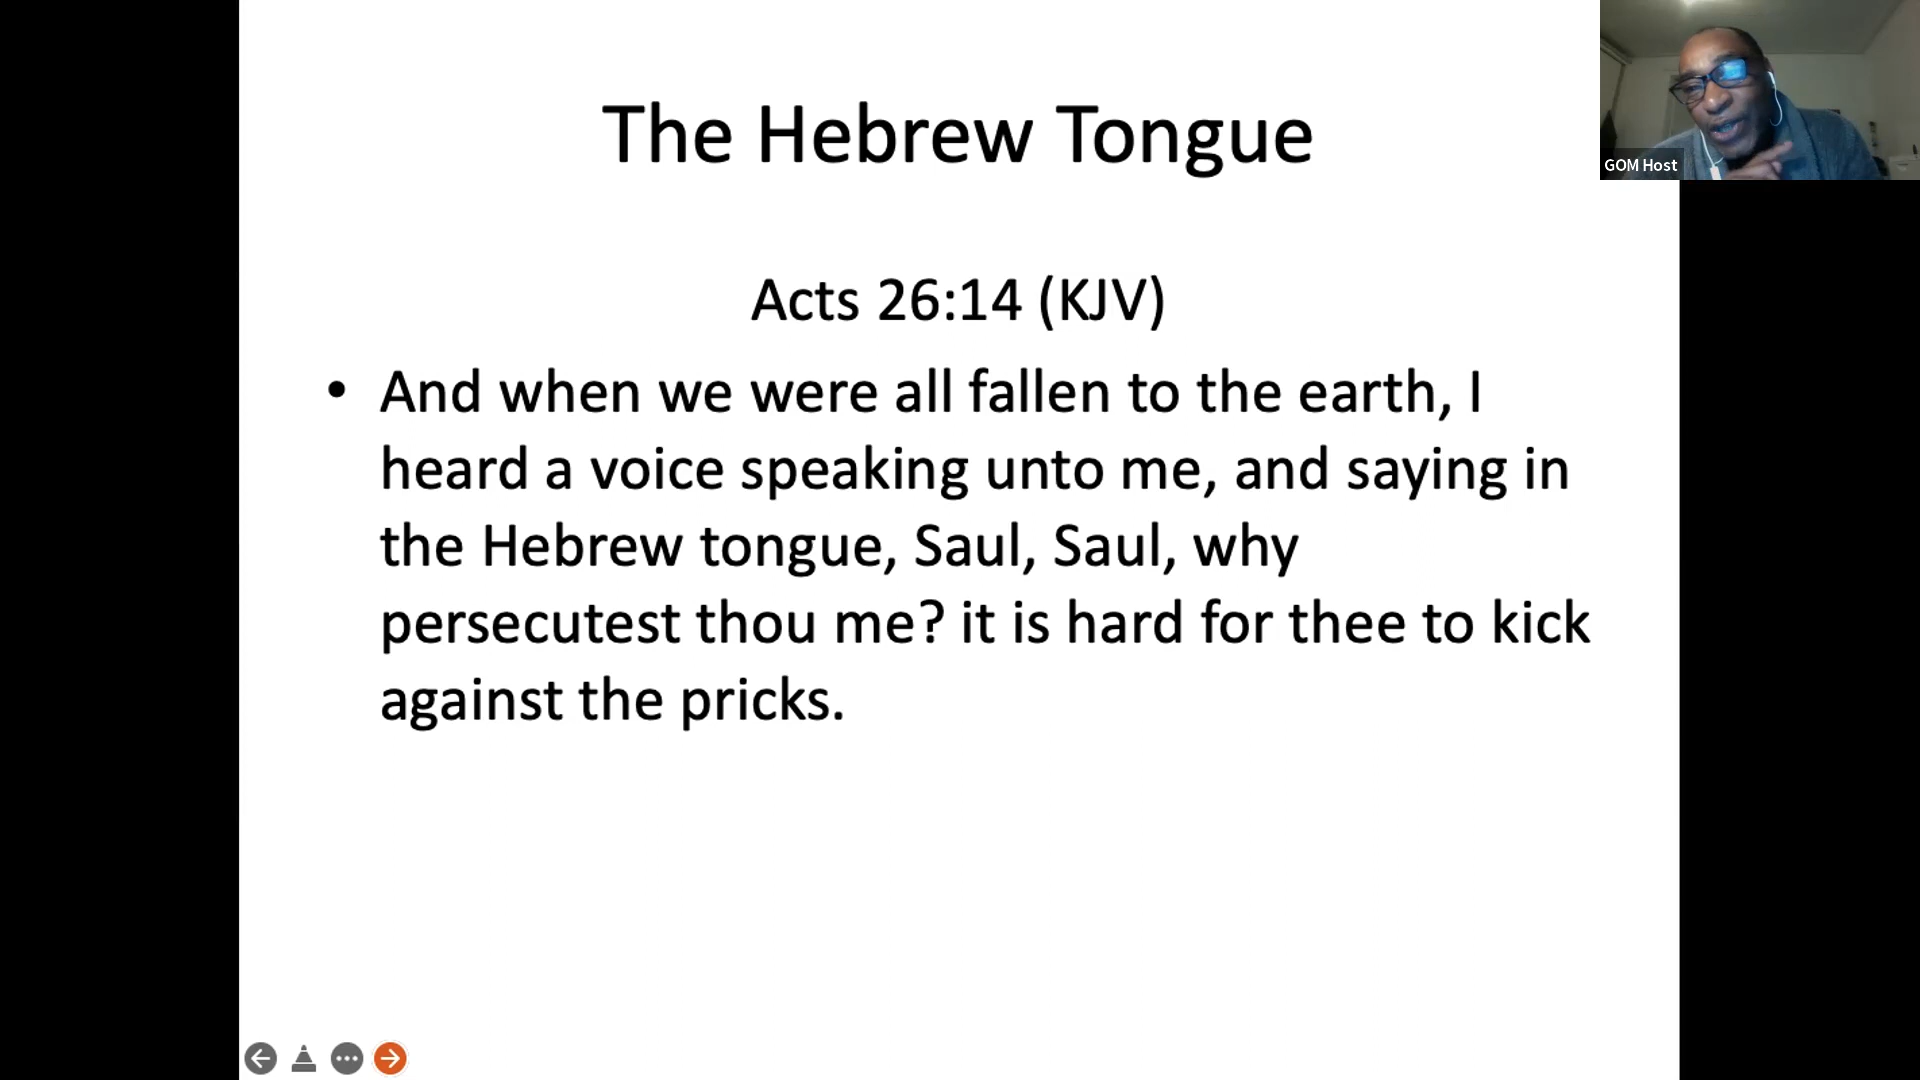 The Hebrew Tongue
Acts 26:14 (KJV)
• And when we were all fallen to the earth, I
heard a voice speaking unto me, and saying in
the Hebrew tongue, Saul, Saul, why
persecutest thou me? it is hard for thee to kick
against the pricks.
GOM Host